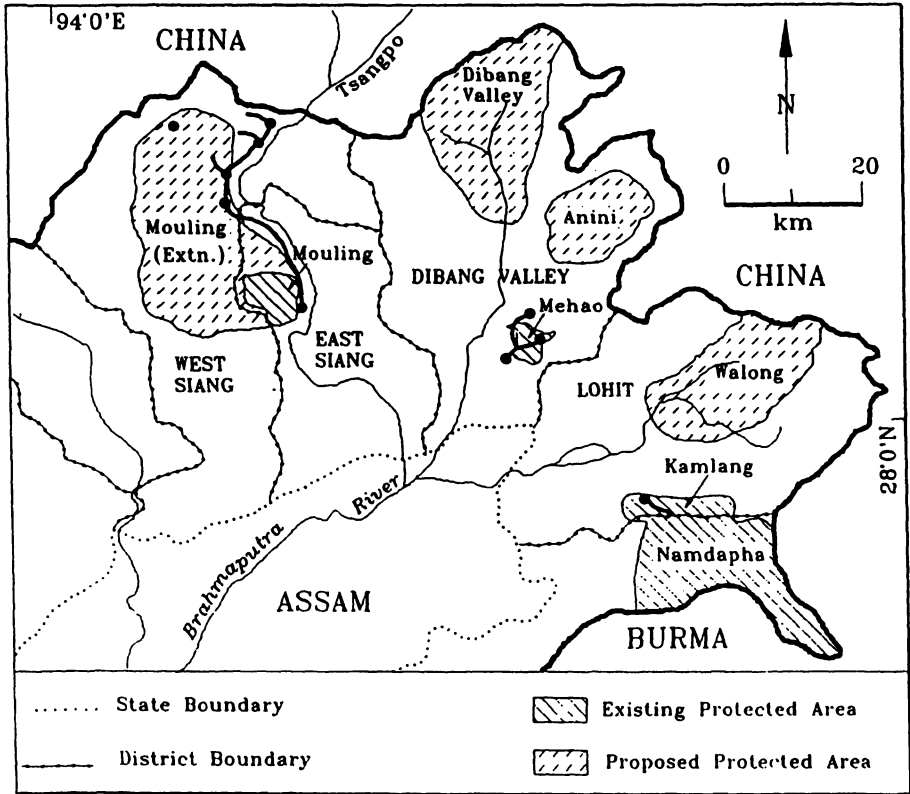 94°0'E
CHINA
Tsangpo
Dibang
Valley
N
0 20
km
Mouling
(Extn.)
Mouling
Anini
DIBANG VALLEY
CHINA
Mehao
WEST
SIANG
EAST
SIANG
LOHIT
Walong
28°0'N
Kamlang
Brahmaputra River
Namdapha
ASSAM
BURMA
State Boundary
Existing Protected Area
District Boundary
Proposed Protected Area